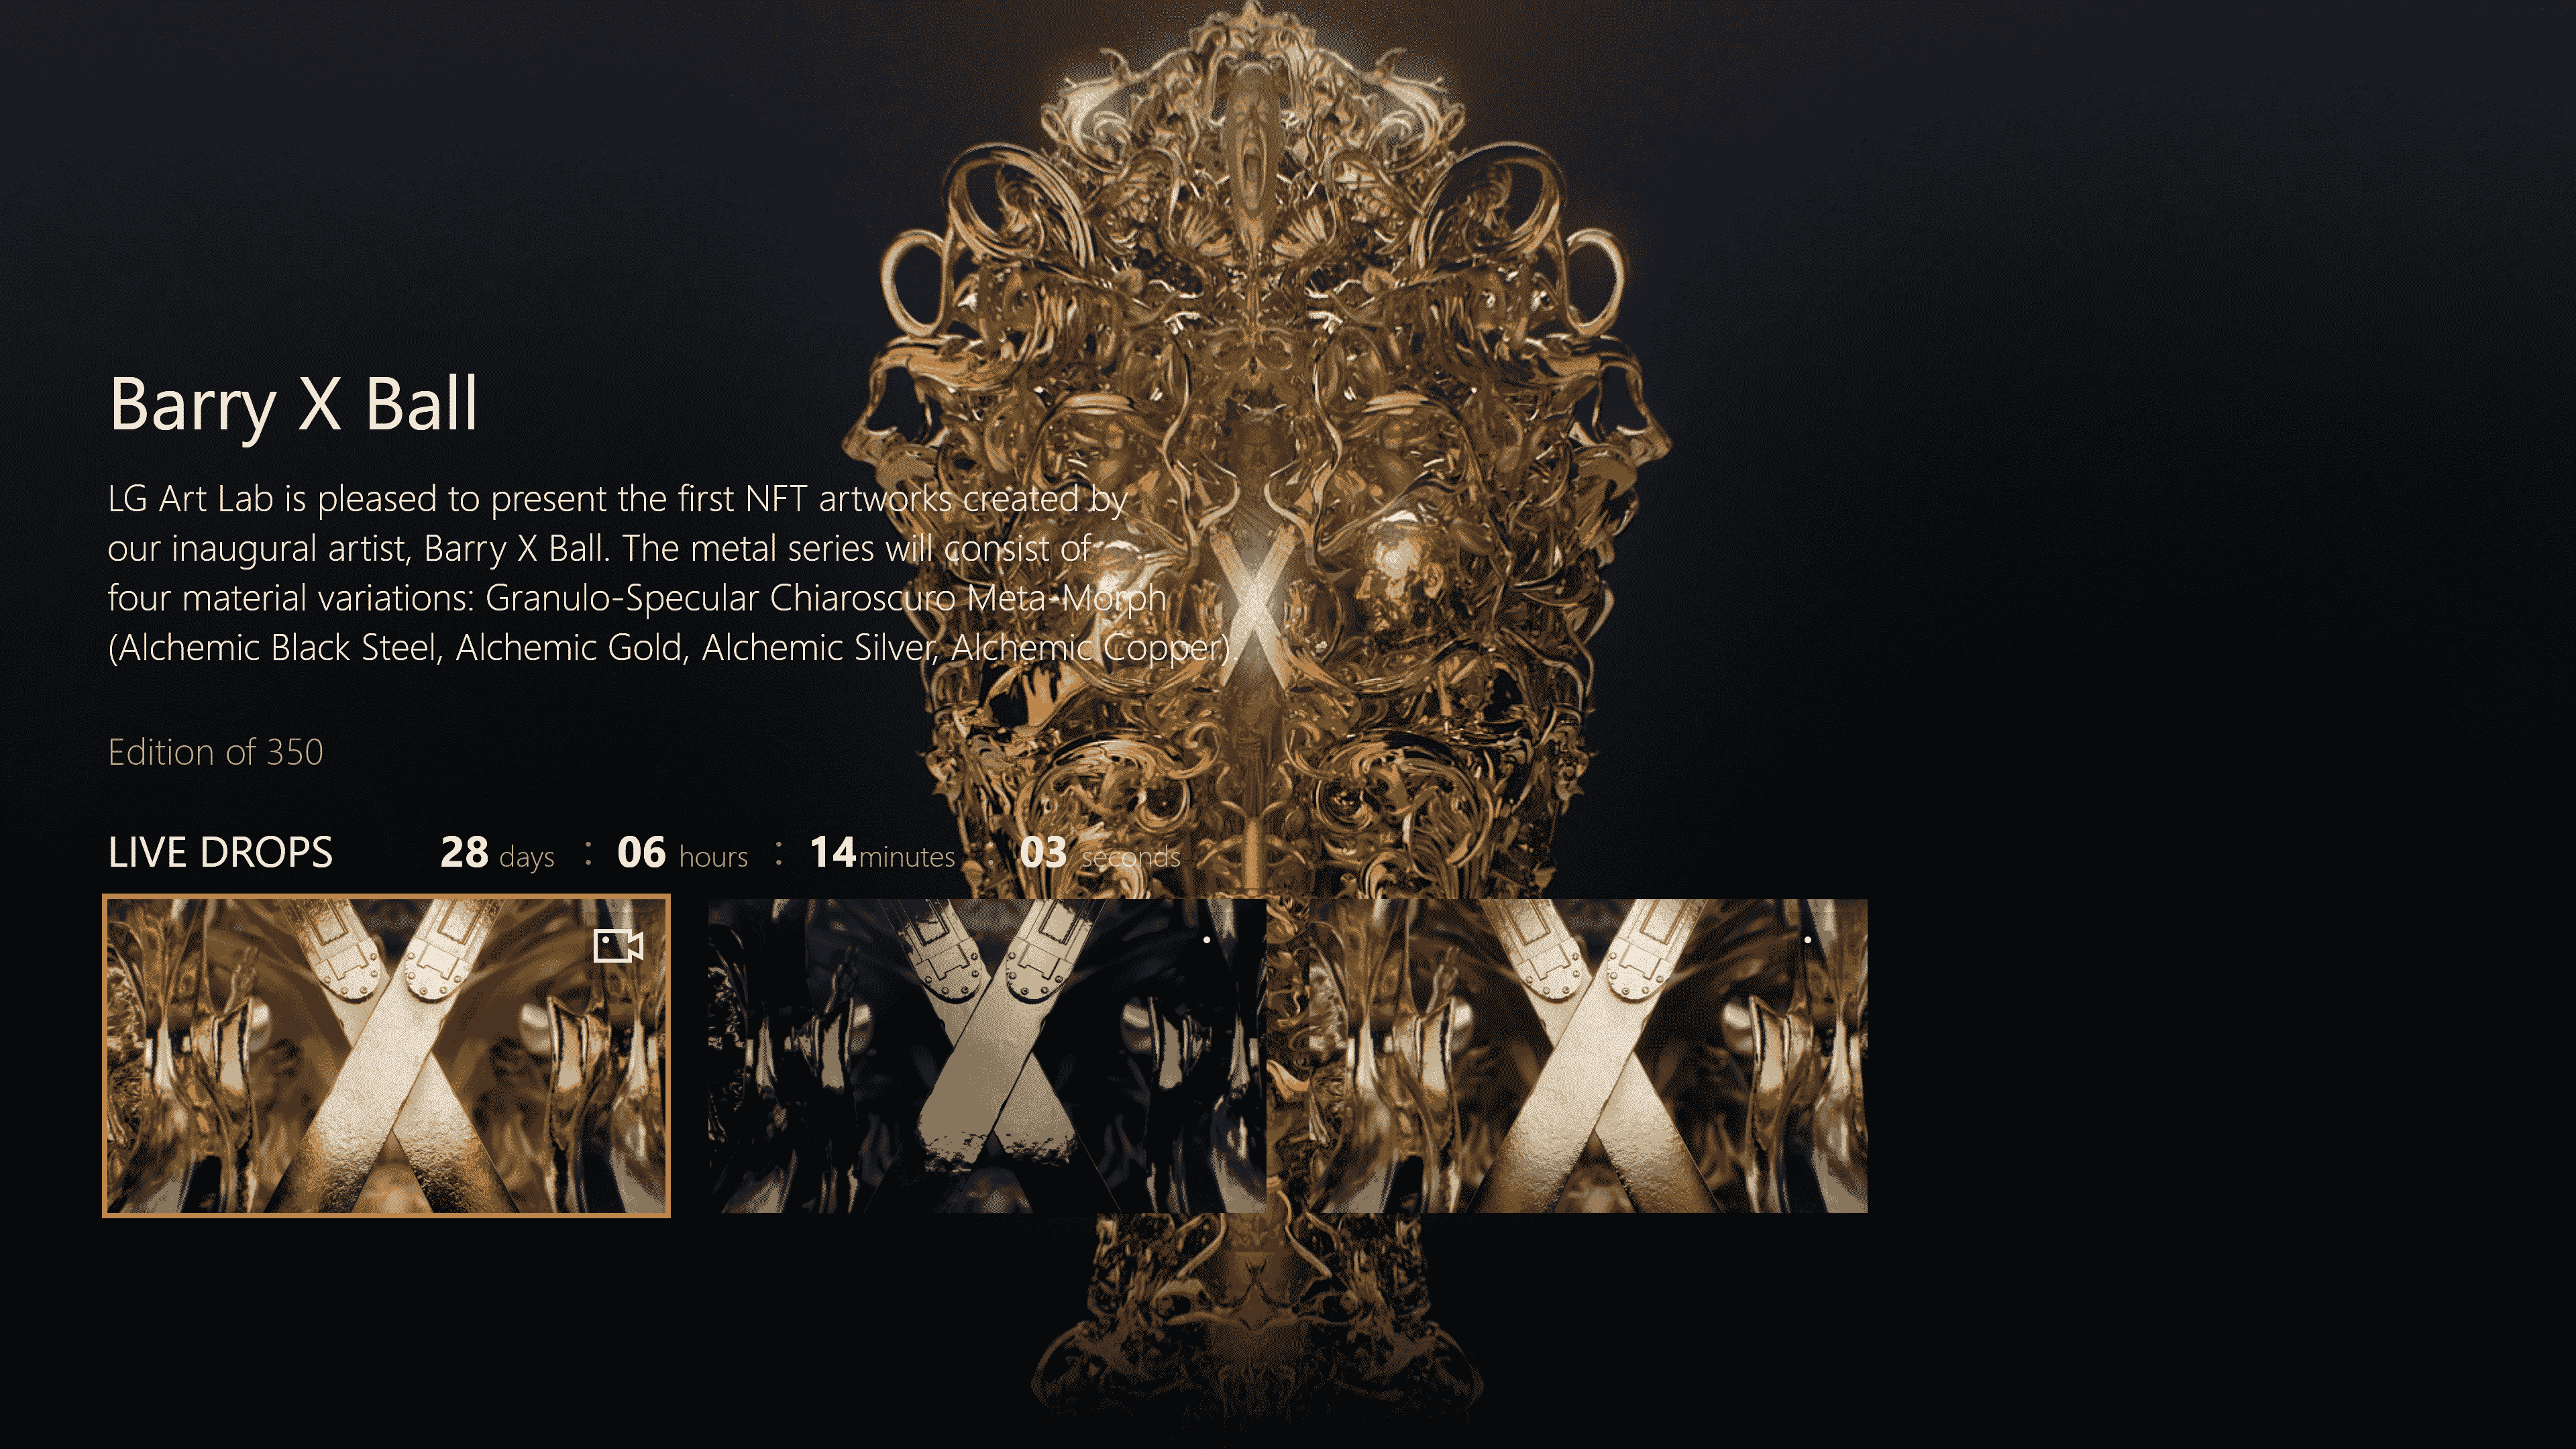 Barry X Ball
LG Art Lab is pleased to present the first NFT artworks created by
our inaugural artist, Barry X Ball. The metal series will consist of
four material variations: Granulo-Specular Chiaroscuro Meta-Morph
(Alchemic Black Steel, Alchemic Gold, Alchemic Silver, Alchemic Copper).
Edition of 350
LIVE DROPS 28 days : 06 hours : 14minutes : 03 seconds